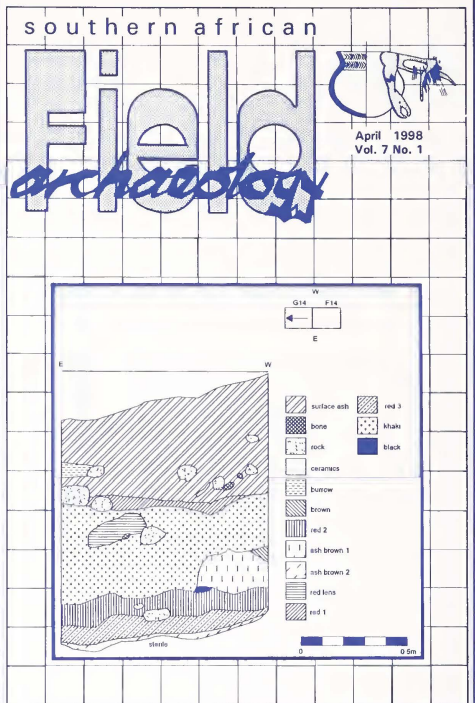 southern african
Field
archaeology
April 1998
Vol. 7 No. 1
W
G14 F14
E
E W
surface ash
bone
rock
ceramics
burrow
brown
red 2
ash brown 1
ash brown 2
red lens
red 1
red 3
khaki
black
sterile
0 0.5m